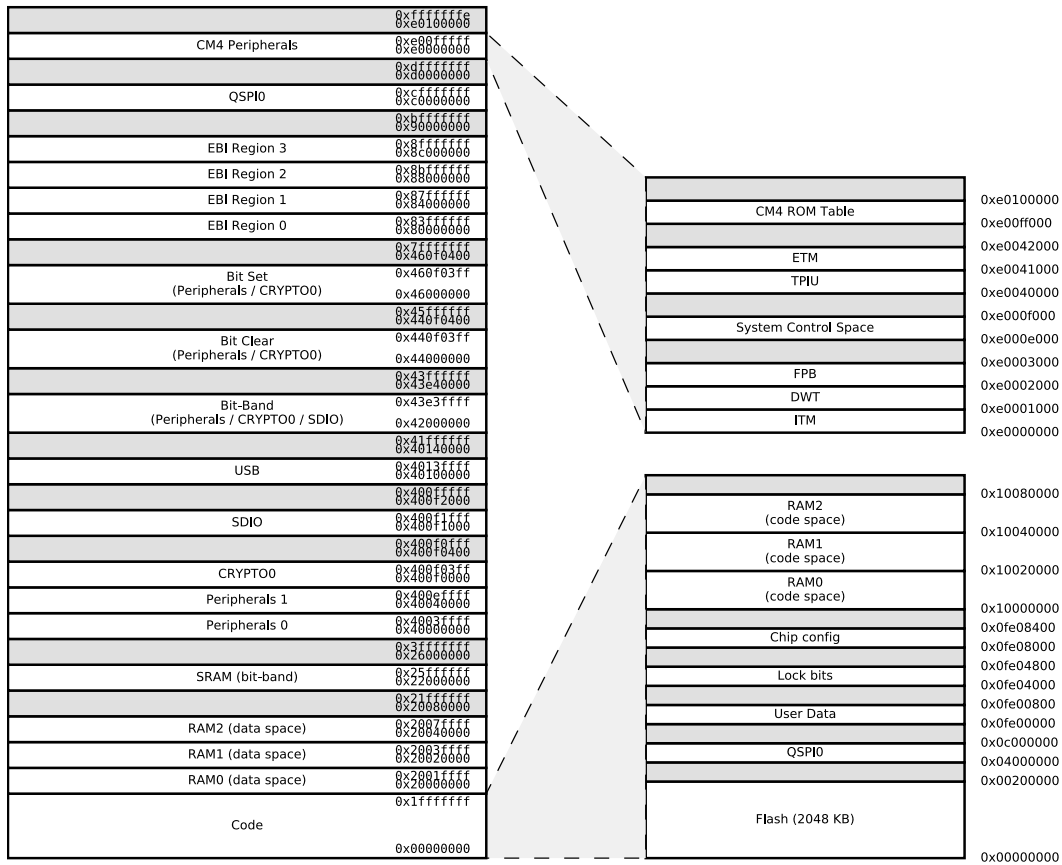 0xfffffffe
0xe0100000
CM4 Peripherals
0xe00fffff
0xe0000000
0xdfffffff
0xd0000000
QSPI0
0xcfffffff
0xc0000000
0xbfffffff
0x90000000
EBI Region 3
0x8fffffff
0x8c000000
EBI Region 2
0x8bffffff
0x88000000
EBI Region 1
0x87ffffff
0x84000000
EBI Region 0
0x83ffffff
0x80000000
0x7fffffff
0x460f0400
Bit Set
(Peripherals / CRYPTO0)
0x460f03ff
0x46000000
0x45ffffff
0x440f0400
Bit Clear
(Peripherals / CRYPTO0)
0x440f03ff
0x44000000
0x43ffffff
0x43e40000
Bit-Band
(Peripherals / CRYPTO0 / SDIO)
0x43e3ffff
0x42000000
0x41ffffff
0x40140000
USB
0x4013ffff
0x40100000
0x400fffff
0x400f2000
SDIO
0x400f1fff
0x400f1000
0x400f0fff
0x400f0400
CRYPTO0
0x400f03ff
0x400f0000
Peripherals 1
0x400effff
0x40040000
Peripherals 0
0x4003ffff
0x40000000
0x3fffffff
0x26000000
SRAM (bit-band)
0x25ffffff
0x22000000
0x21ffffff
0x20080000
RAM2 (data space)
0x2007ffff
0x20040000
RAM1 (data space)
0x2003ffff
0x20020000
RAM0 (data space)
0x2001ffff
0x20000000
Code
0x1fffffff
0x00000000
0xe0100000
CM4 ROM Table
0xe00ff000
0xe0042000
ETM
0xe0041000
TPIU
0xe0040000
0xe000f000
System Control Space
0xe000e000
0xe0003000
FPB
0xe0002000
DWT
0xe0001000
ITM
0xe0000000
0x10080000
RAM2
(code space)
0x10040000
RAM1
(code space)
0x10020000
RAM0
(code space)
0x10000000
0x0fe08400
Chip config
0x0fe08000
0x0fe04800
Lock bits
0x0fe04000
0x0fe00800
User Data
0x0fe00000
0x0c000000
QSPI0
0x04000000
0x00200000
Flash (2048 KB)
0x00000000